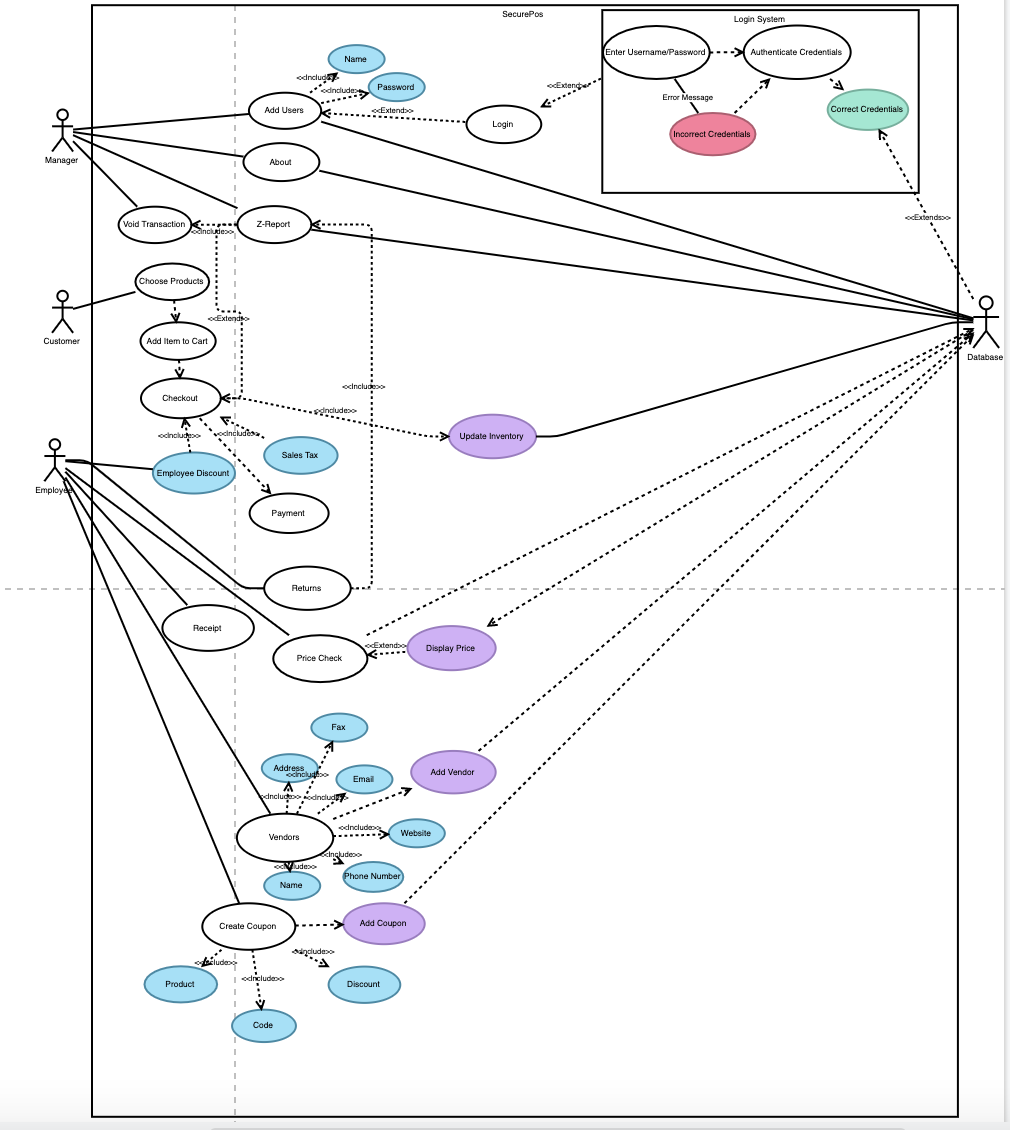 SecurePos
Login System
Enter Username/Password
Authenticate Credentials
Name
<<Include>>
Password
<<Include>>
<<Extend>>
Error Message
Correct Credentials
Add Users
<<Extend>>
Login
Incorrect Credentials
Manager
About
Void Transaction
<<Include>>
Z-Report
<<Extends>>
Choose Products
<<Extend>>
Customer
Add Item to Cart
Database
Checkout
<<Include>>
<<Include>>
<<Include>>
<<Include>>
Update Inventory
Sales Tax
Employee Discount
Employee
Payment
Returns
Receipt
Price Check
<<Extend>>
Display Price
Fax
Address
<<Include>>
Email
Add Vendor
<<Include>>
<<Include>>
<<Include>>
Website
Vendors
<<Include>>
<<Include>>
Phone Number
Name
Create Coupon
Add Coupon
<<Include>>
<<Include>>
<<Include>>
Product
Discount
Code